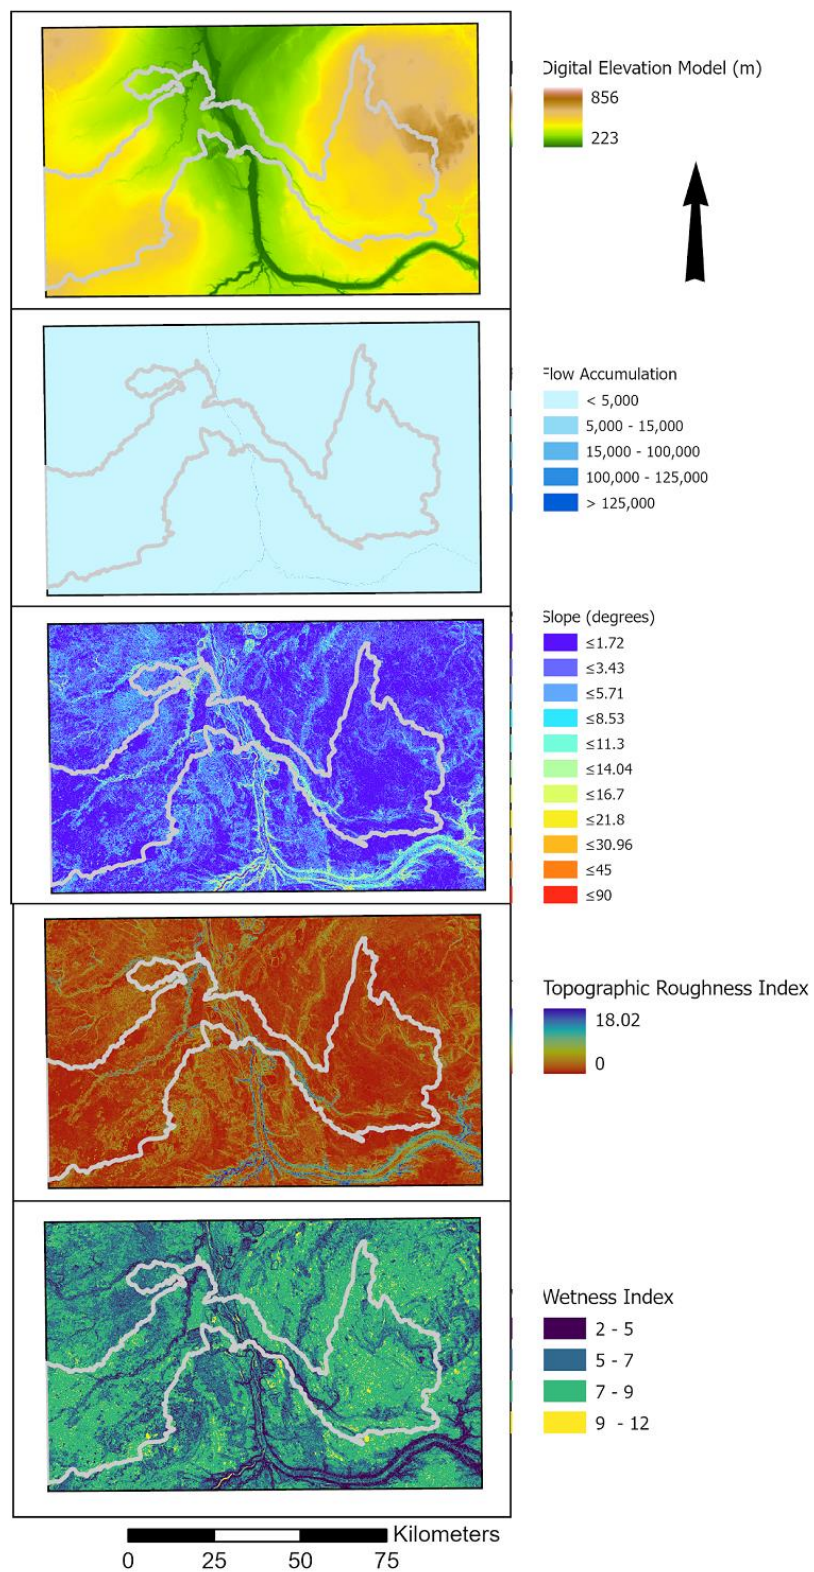 Digital Elevation Model (m)
856
223
Flow Accumulation
< 5,000
5,000 - 15,000
15,000 - 100,000
100,000 - 125,000
> 125,000
Slope (degrees)
≤1.72
≤3.43
≤5.71
≤8.53
≤11.3
≤14.04
≤16.7
≤21.8
≤30.96
≤45
≤90
Topographic Roughness Index
18.02
0
Wetness Index
2 - 5
5 - 7
7 - 9
9 - 12
Kilometers
0 25 50 75